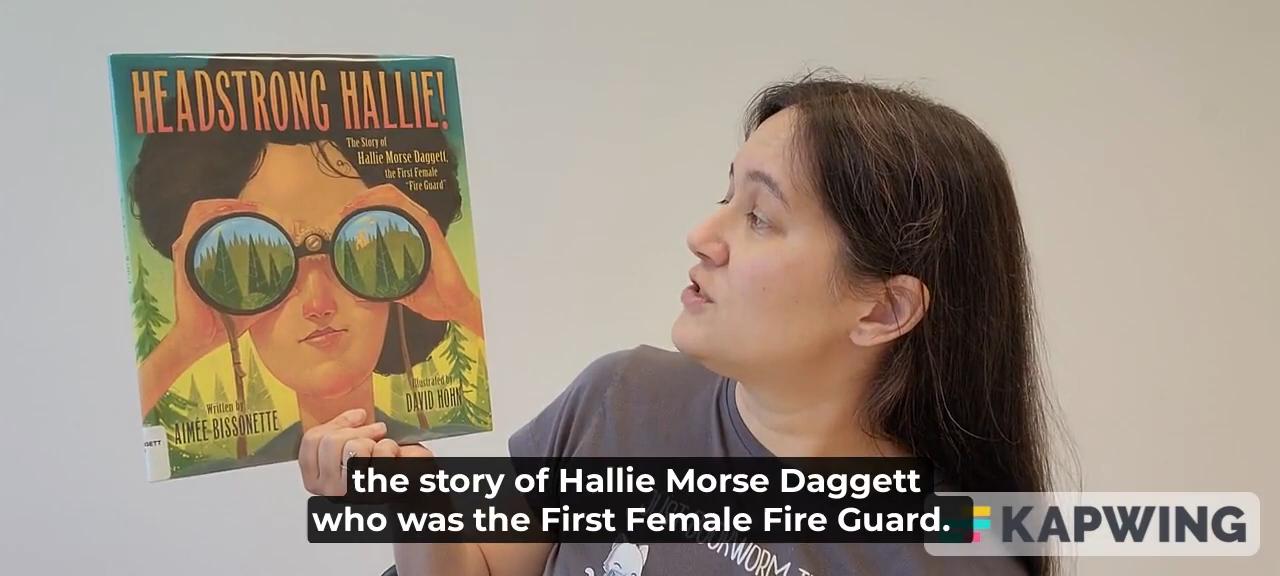 HEADSTRONG HALLIE!
The Story of
Hallie Morse Daggett,
the First Female
"Fire Guard"
Written by
AIMÉE BISSONETTE
Illustrated by
DAVID HOHN
the story of Hallie Morse Daggett
who was the First Female Fire Guard.
KAPWING